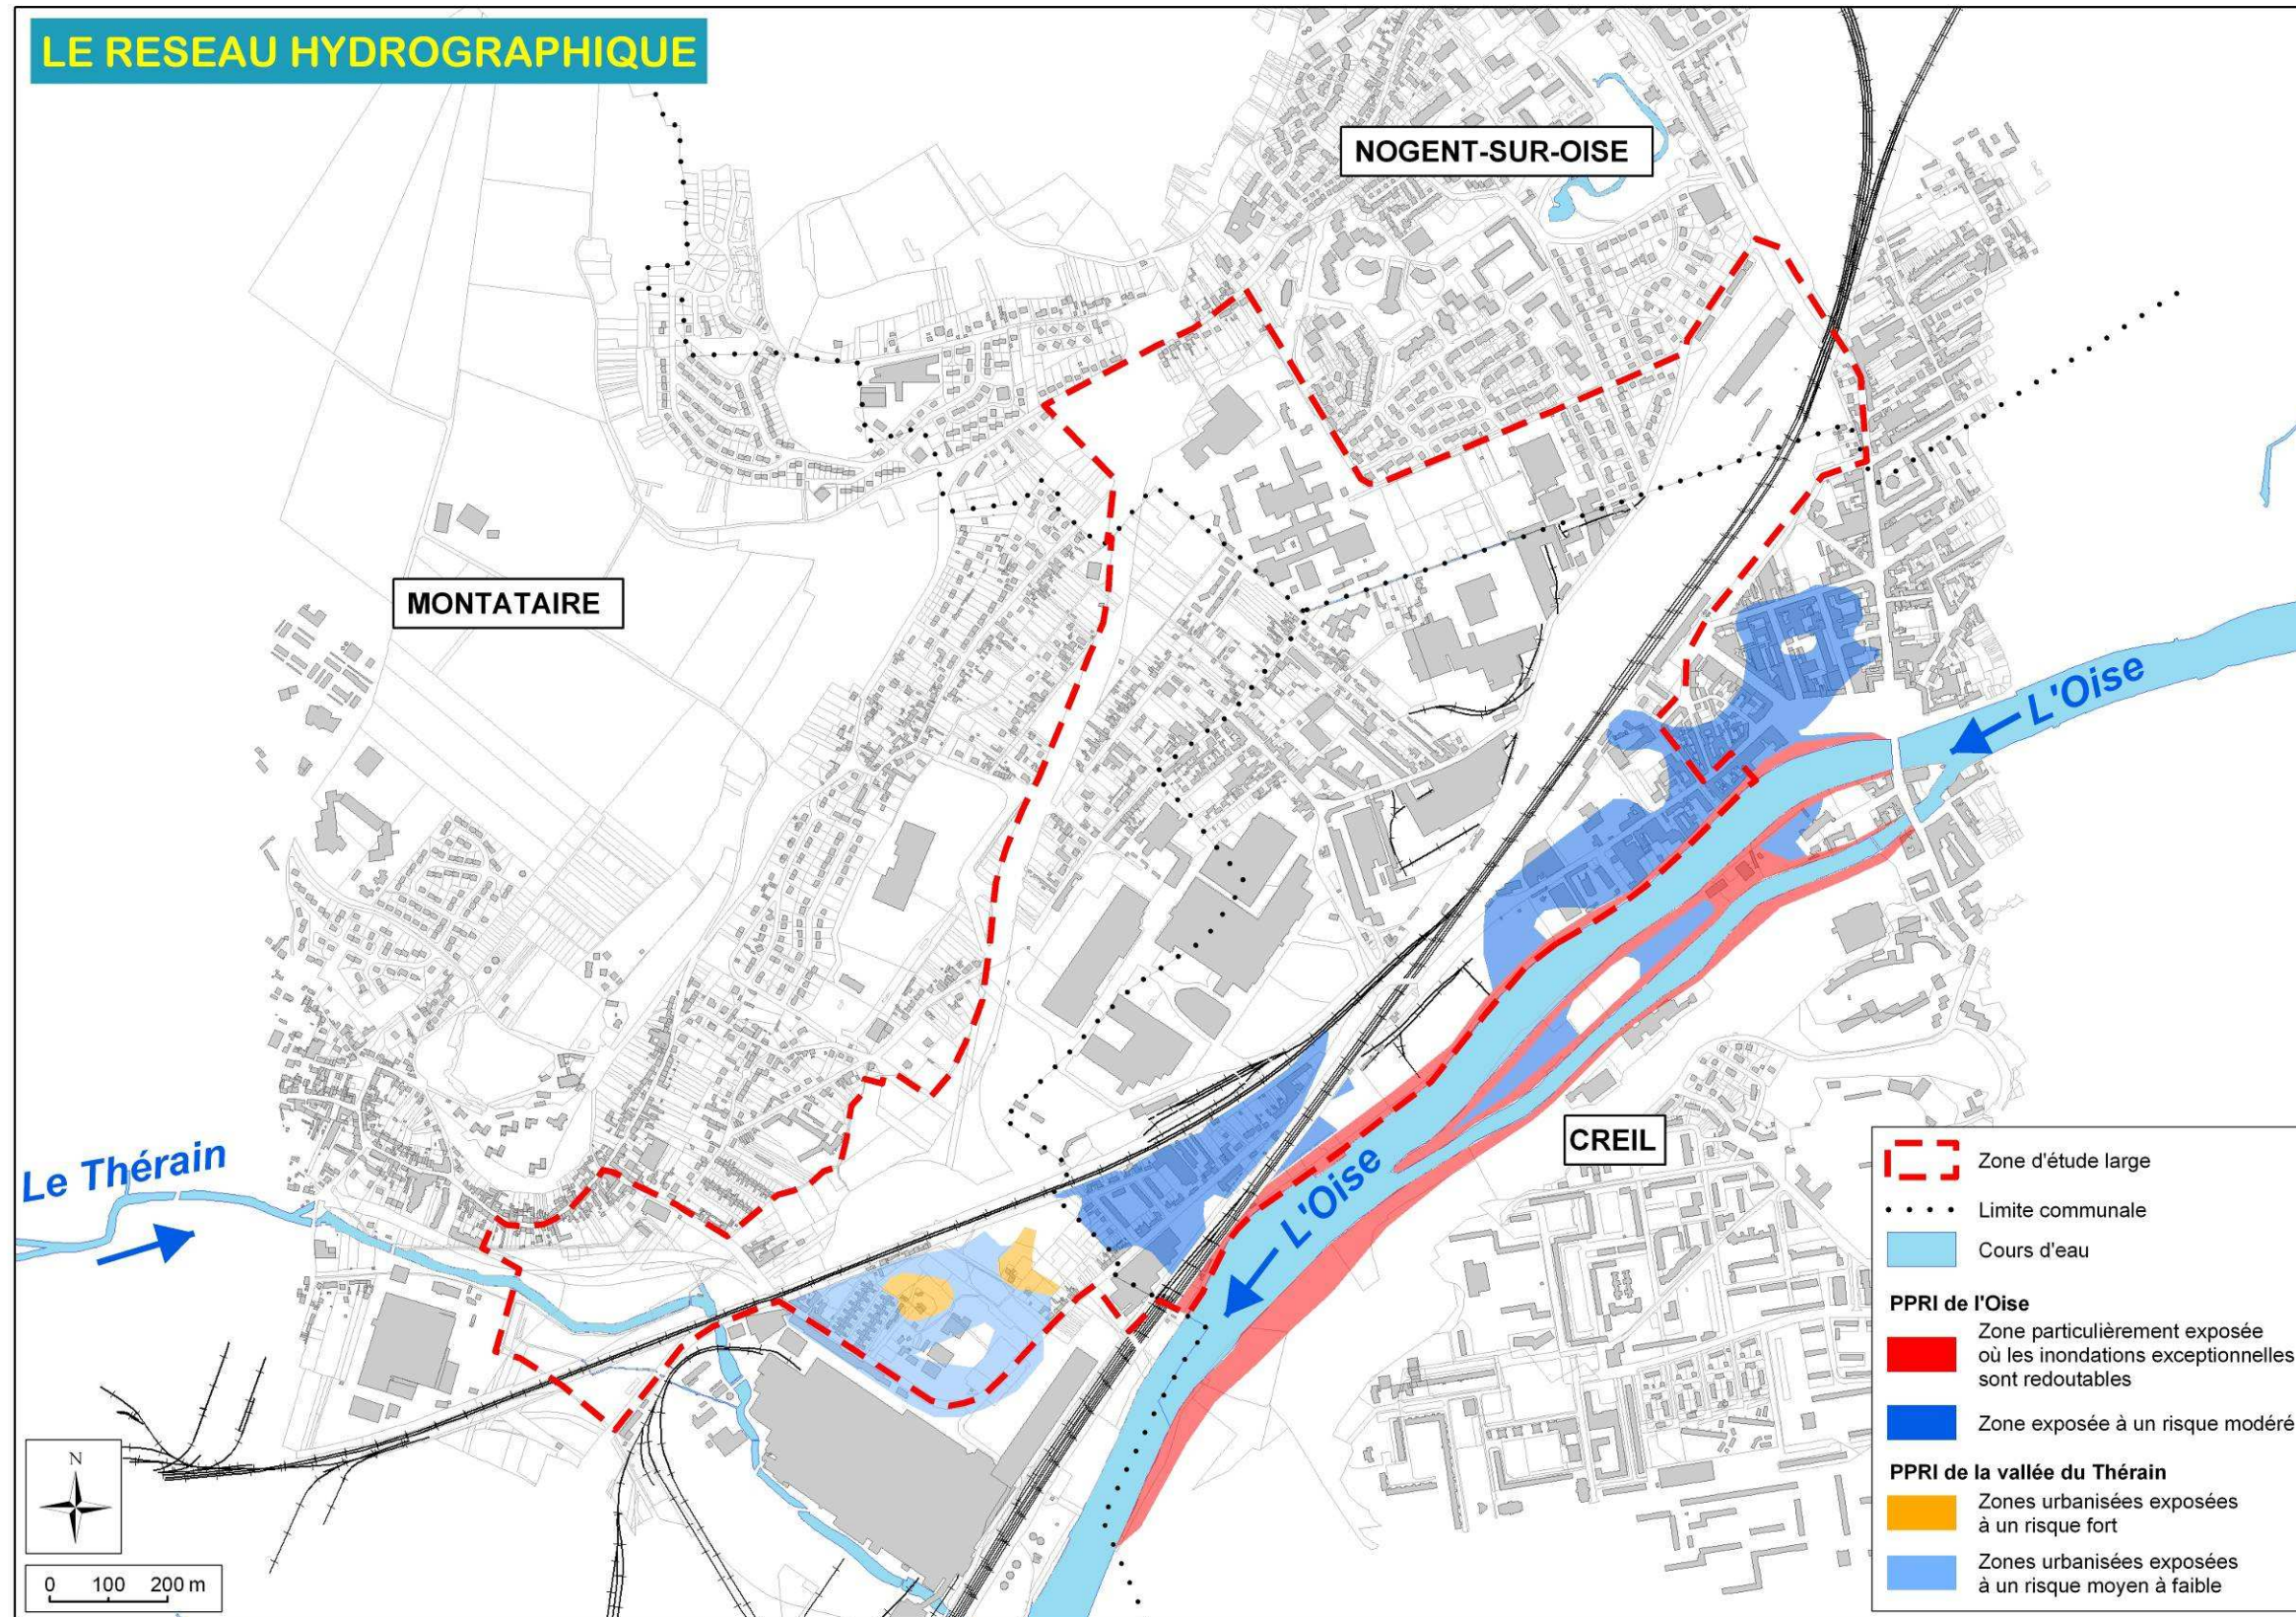 LE RESEAU HYDROGRAPHIQUE
NOGENT-SUR-OISE
MONTATAIRE
L'Oise
CREIL
Le Thérain
L'Oise
Zone d'étude large
Limite communale
Cours d'eau
PPRI de l'Oise
Zone particulièrement exposée
où les inondations exceptionnelles
sont redoutables
Zone exposée à un risque modéré
PPRI de la vallée du Thérain
Zones urbanisées exposées
à un risque fort
Zones urbanisées exposées
à un risque moyen à faible
N
0 100 200 m